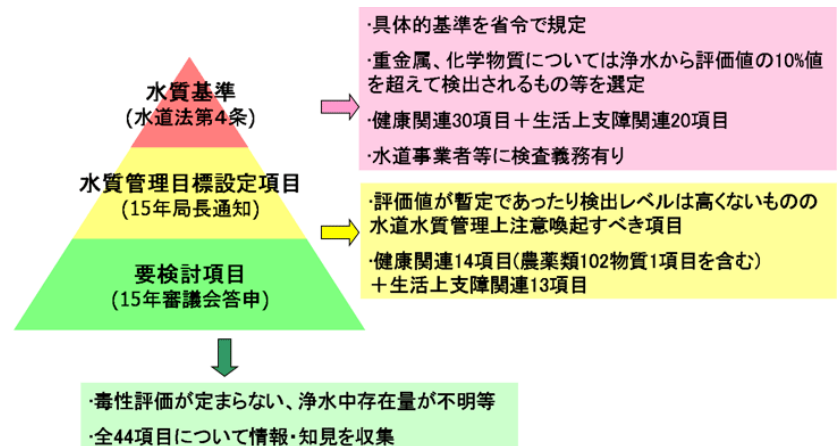 水質基準
(水道法第4条)
水質管理目標設定項目
(15年局長通知)
要検討項目
(15年審議会答申)
・具体的基準を省令で規定
・重金属、化学物質については浄水から評価値の10%値
を超えて検出されるもの等を選定
・健康関連30項目＋生活上支障関連20項目
・水道事業者等に検査義務有り
・評価値が暫定であったり検出レベルは高くないものの
水道水質管理上注意喚起すべき項目
・健康関連14項目(農薬類102物質1項目を含む)
＋生活上支障関連13項目
・毒性評価が定まらない、浄水中存在量が不明等
・全44項目について情報・知見を収集